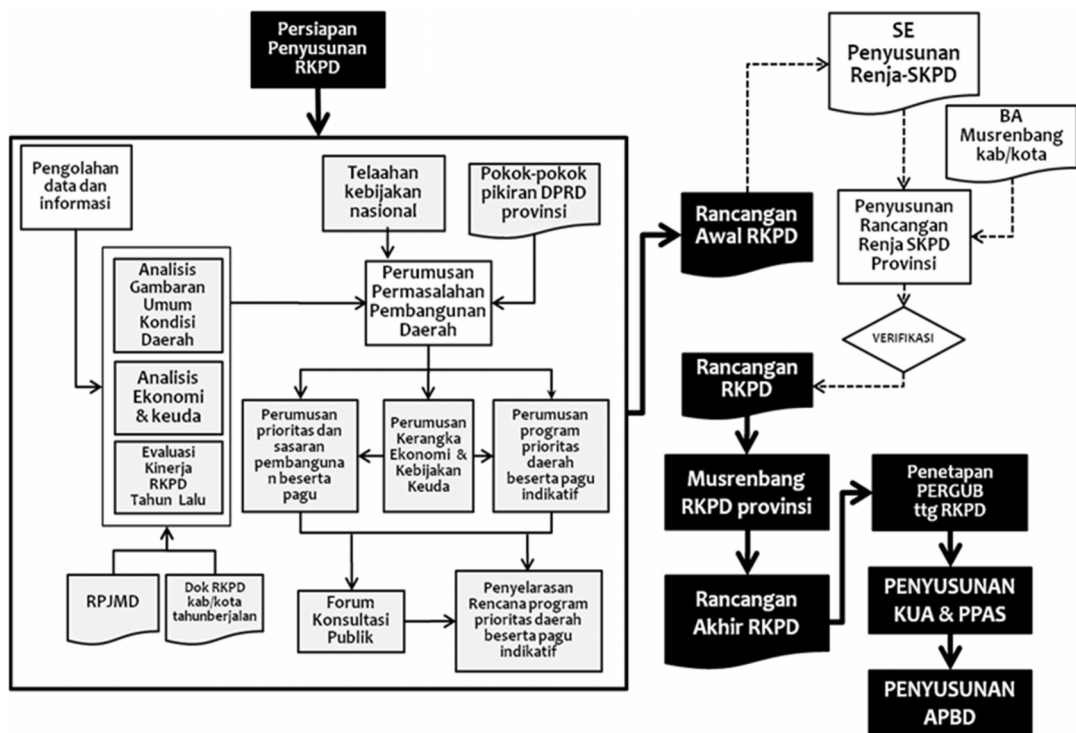 Persiapan
Penyusunan
RKPD
SE
Penyusunan
Renja-SKPD
BA
Musrenbang
kab/kota
Pengolahan
data dan
informasi
Telaahan
kebijakan
nasional
Pokok-pokok
pikiran DPRD
provinsi
Rancangan
Awal RKPD
Penyusunan
Rancangan
Renja SKPD
Provinsi
Analisis
Gambaran
Umum
Kondisi
Daerah
Perumusan
Permasalahan
Pembangunan
Daerah
VERIFIKASI
Analisis
Ekonomi
& keuda
Rancangan
RKPD
Perumusan
prioritas dan
sasaran
pembanguna
n beserta
pagu
Perumusan
Kerangka
Ekonomi &
Kebijakan
Keuda
Perumusan
program
prioritas
daerah
beserta pagu
indikatif
Evaluasi
Kinerja
RKPD
Tahun Lalu
Musrenbang
RKPD provinsi
Penetapan
PERGUB
ttg RKPD
RPJMD
Dok RKPD
kab/kota
tahunberjalan
Forum
Konsultasi
Publik
Penyelarasan
Rencana program
prioritas daerah
beserta pagu
indikatif
Rancangan
Akhir RKPD
PENYUSUNAN
KUA & PPAS
PENYUSUNAN
APBD